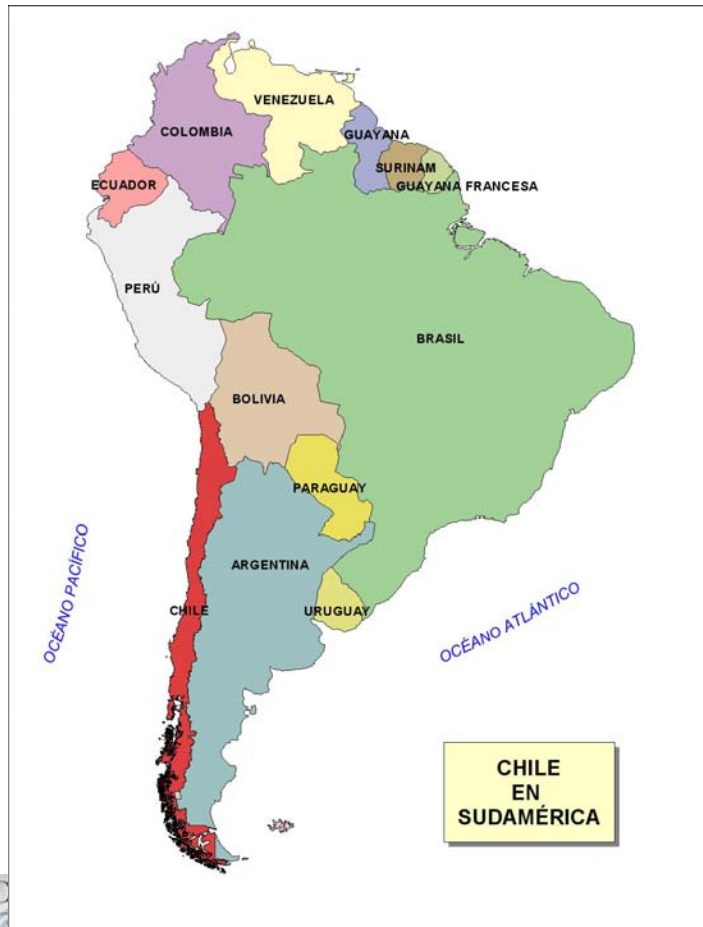 VENEZUELA
COLOMBIA
GUAYANA
SURINAM
ECUADOR
GUAYANA FRANCESA
PERÚ
BRASIL
BOLIVIA
PARAGUAY
ARGENTINA
CHILE
URUGUAY
OCÉANO PACÍFICO
OCÉANO ATLÁNTICO
CHILE
EN
SUDAMÉRICA